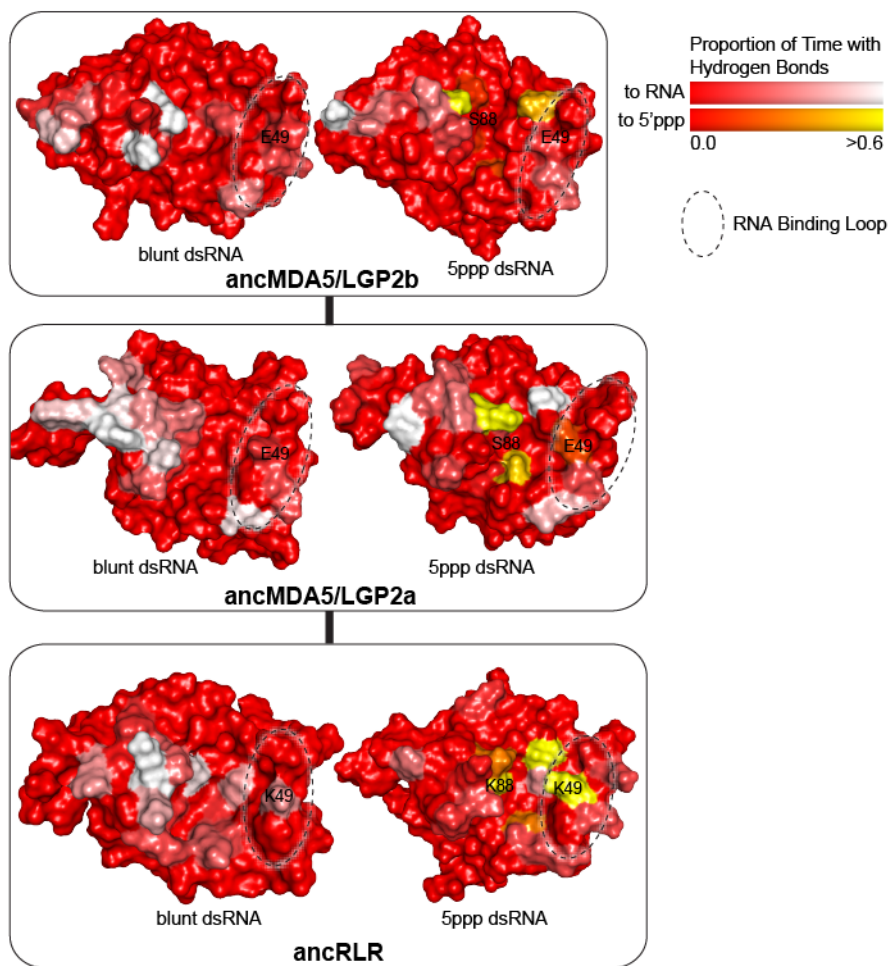 Proportion of Time with
Hydrogen Bonds
to RNA
to 5'ppp
0.0 >0.6
RNA Binding Loop
E49
S88 E49
blunt dsRNA 5ppp dsRNA
ancMDA5/LGP2b
E49
S88 E49
blunt dsRNA 5ppp dsRNA
ancMDA5/LGP2a
K49
K88 K49
blunt dsRNA 5ppp dsRNA
ancRLR